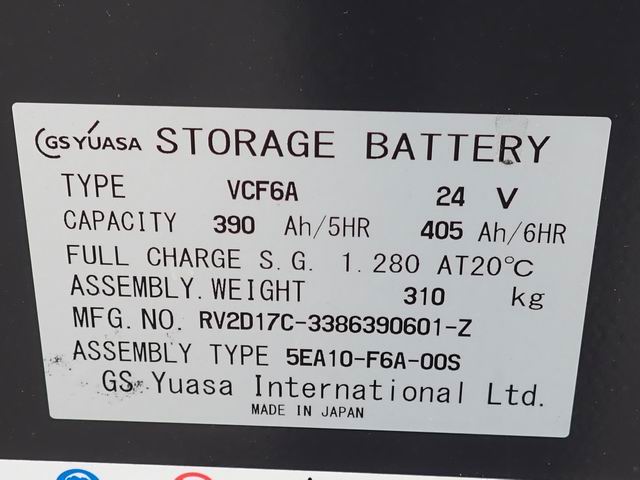 GS YUASA STORAGE BATTERY
TYPE VCF6A 24 V
CAPACITY 390 Ah/5HR 405 Ah/6HR
FULL CHARGE S.G. 1.280 AT20℃
ASSEMBLY.WEIGHT 310 kg
MFG.NO. RV2D17C-3386390601-Z
ASSEMBLY TYPE 5EA10-F6A-00S
GS Yuasa International Ltd.
MADE IN JAPAN